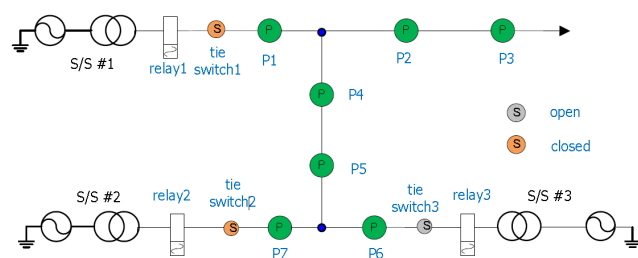 S
P
P
P
S/S #1
relay1
tie
switch1
P1
P2
P3
P
P4
S
open
S
closed
P
P5
S/S #2
relay2
tie
switch2
tie
switch3
relay3
S/S #3
S
P
P
S
P7
P6